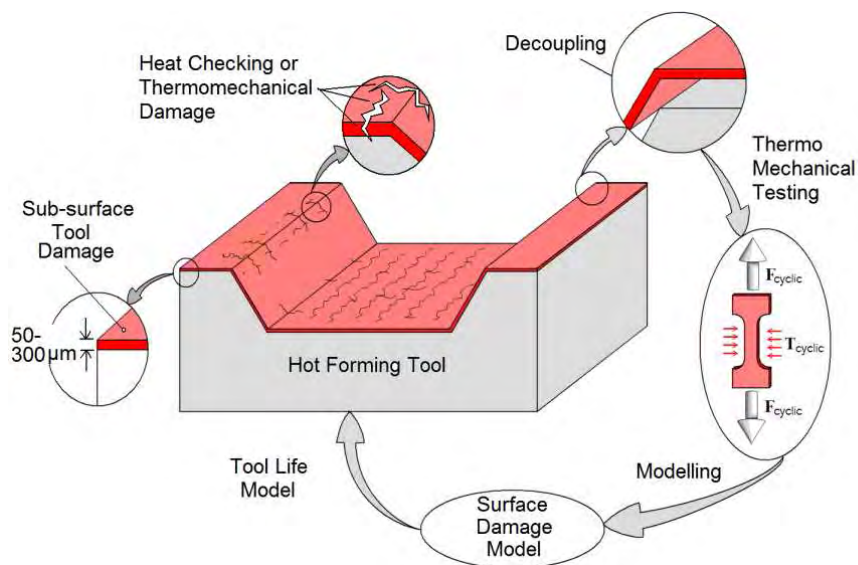 Heat Checking or
Thermomechanical
Damage
Decoupling
Thermo
Mechanical
Testing
Sub-surface
Tool
Damage
50-
300µm
Hot Forming Tool
Fcyclic
Tcyclic
Fcyclic
Tool Life
Model
Modelling
Surface
Damage
Model